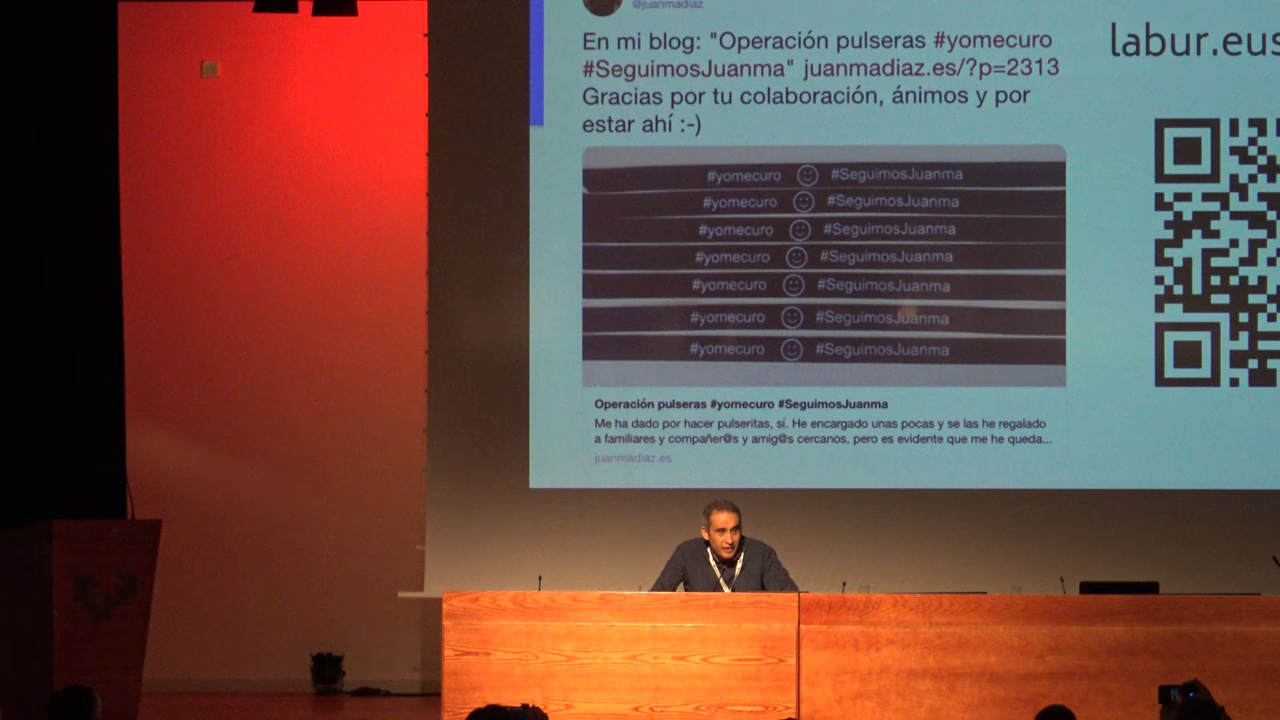 @juanmadiaz
En mi blog: "Operación pulseras #yomecuro
#SeguimosJuanma" juanmadiaz.es/?p=2313
Gracias por tu colaboración, ánimos y por
estar ahí :-)
labur.eus
#yomecuro #SeguimosJuanma
#yomecuro #SeguimosJuanma
#yomecuro #SeguimosJuanma
#yomecuro #SeguimosJuanma
#yomecuro #SeguimosJuanma
#yomecuro #SeguimosJuanma
#yomecuro #SeguimosJuanma
Operación pulseras #yomecuro #SeguimosJuanma
Me ha dado por hacer pulseritas, sí. He encargado unas pocas y se las he regalado
a familiares y compañer@s y amig@s cercanos, pero es evidente que me he queda...
juanmadiaz.es